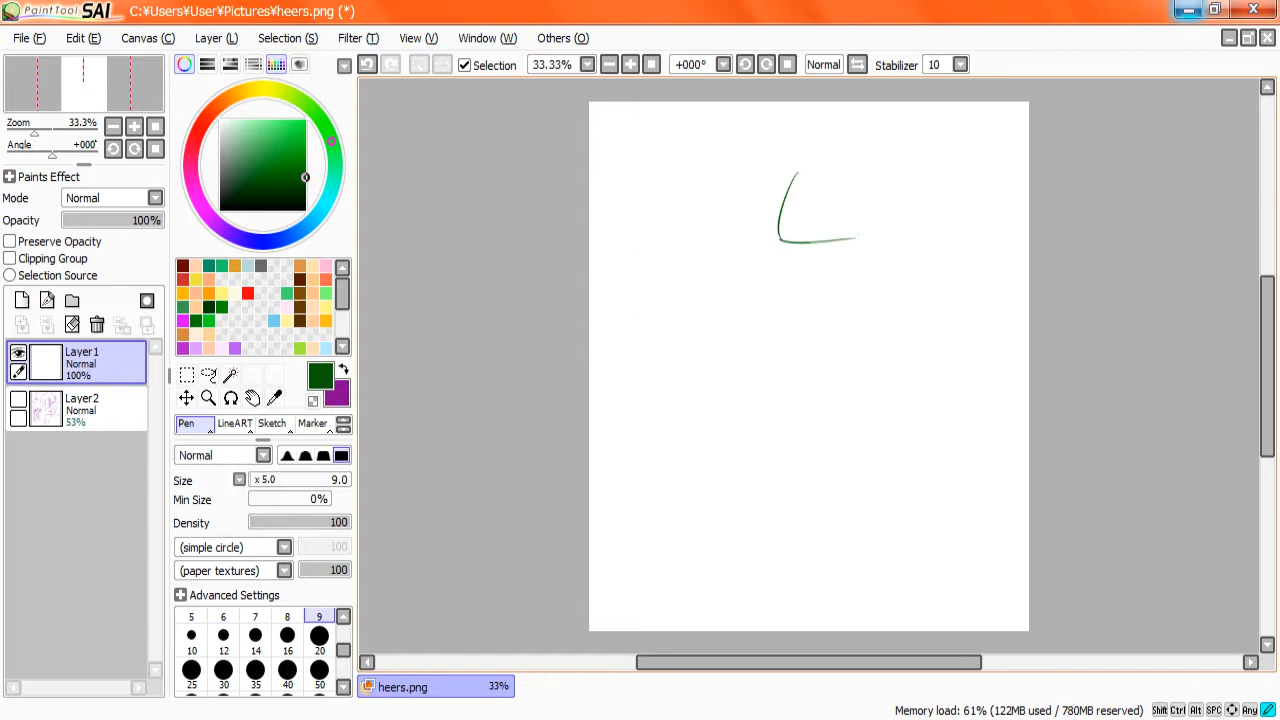 PaintTool SAI C:¥Users¥User¥Pictures¥heers.png (*)
File (F) Edit (E) Canvas (C) Layer (L) Selection (S) Filter (T) View (V) Window (W) Others (O)
Selection 33.33% +000° Normal Stabilizer 10
Zoom 33.3%
Angle +000°
Paints Effect
Mode Normal
Opacity 100%
Preserve Opacity
Clipping Group
Selection Source
Layer1
Normal
100%
Layer2
Normal
53%
Pen LineART Sketch Marker
Normal
Size x 5.0 9.0
Min Size 0%
Density 100
(simple circle) 100
(paper textures) 100
Advanced Settings
5 6 7 8 9
10 12 14 16 20
25 30 35 40 50
heers.png 33%
Memory load: 61% (122MB used / 780MB reserved) Shift Ctrl Alt SPC Any